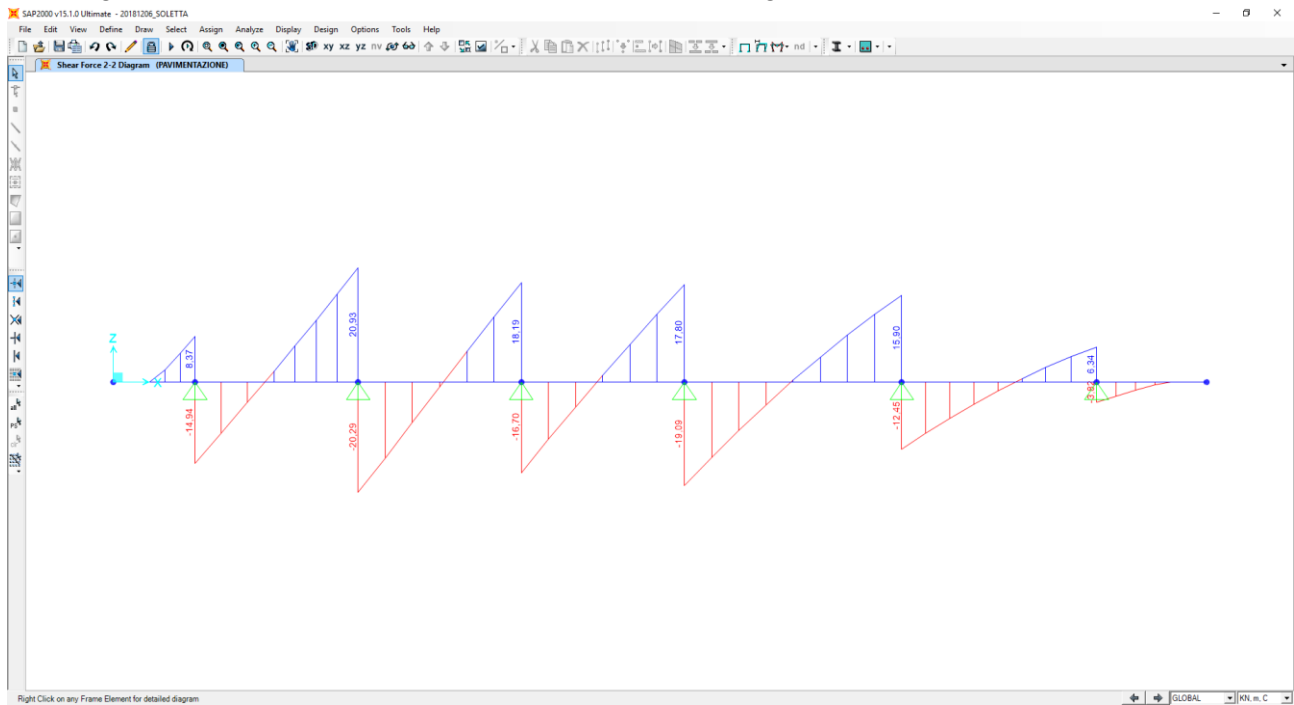 SAP2000 v15.1.0 Ultimate - 20181206_SOLETTA
File Edit View Define Draw Select Assign Analyze Display Design Options Tools Help
xy xz yz nv nd
Shear Force 2-2 Diagram (PAVIMENTAZIONE)
Z
X
8,37
20,93
18,19
17,80
15,90
6,34
-14,94
-20,29
-16,70
-19,09
-12,45
-3,82
Right Click on any Frame Element for detailed diagram
GLOBAL
KN, m, C